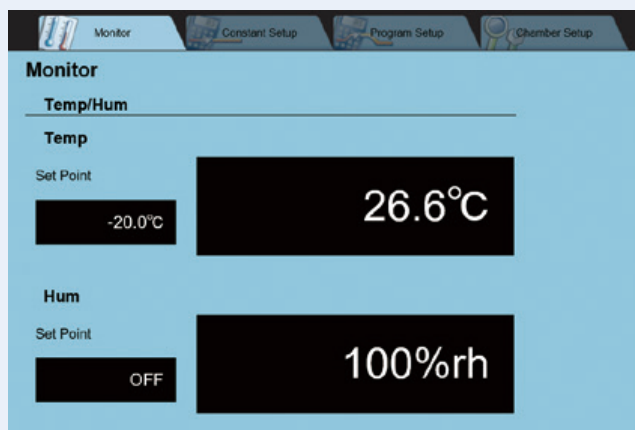 Monitor
Constant Setup
Program Setup
Chamber Setup
Monitor
Temp/Hum
Temp
Set Point
-20.0℃
26.6℃
Hum
Set Point
OFF
100%rh